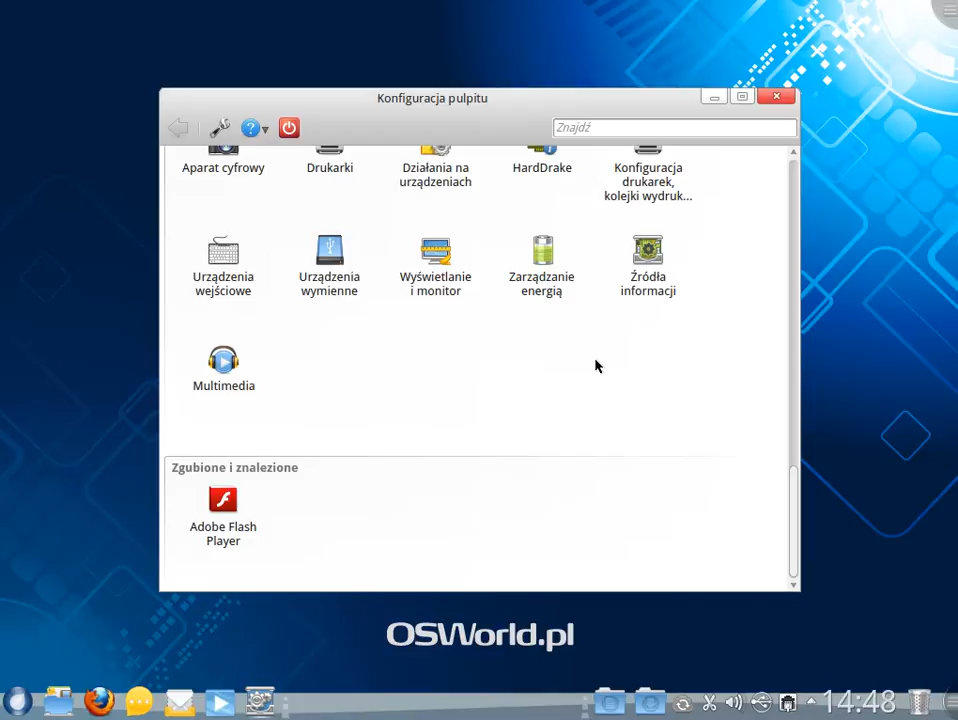 Konfiguracja pulpitu
Znajdź
Aparat cyfrowy
Drukarki
Działania na
urządzeniach
HardDrake
Konfiguracja
drukarek,
kolejki wydruk...
Urządzenia
wejściowe
Urządzenia
wymienne
Wyświetlanie
i monitor
Zarządzanie
energią
Źródła
informacji
Multimedia
Zgubione i znalezione
Adobe Flash
Player
OSWorld.pl
14:48